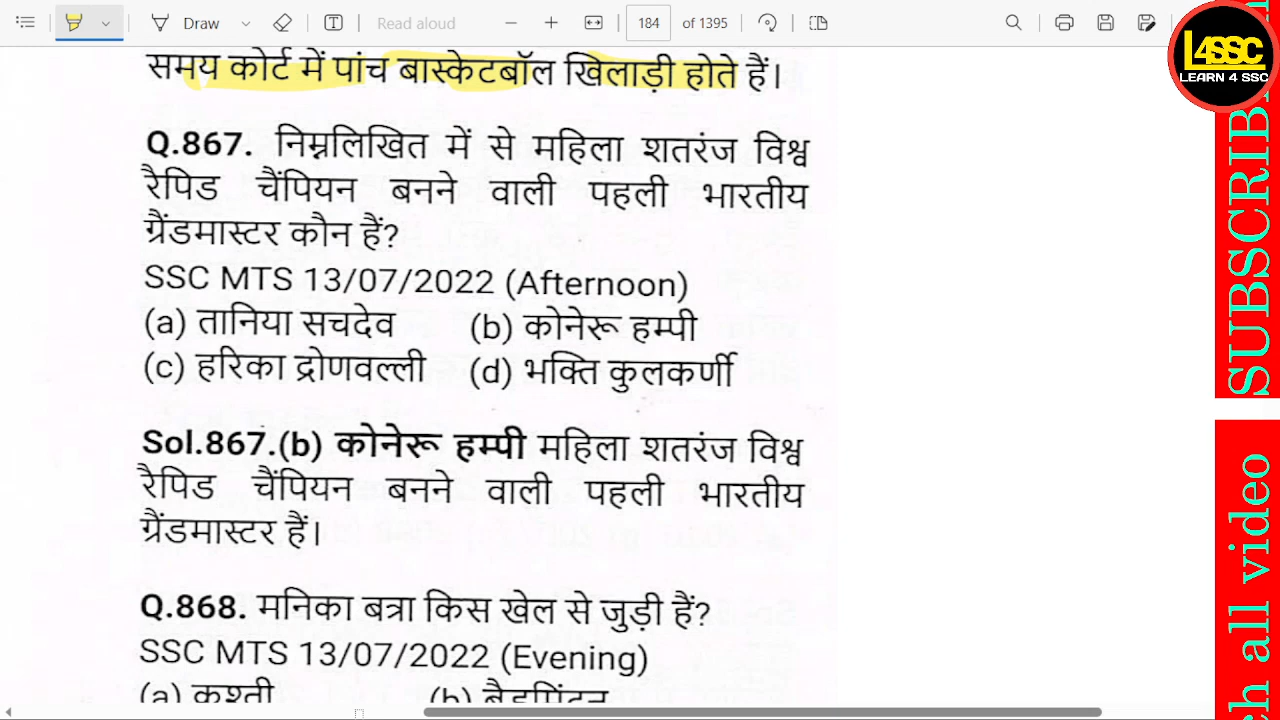 Draw
Read aloud
184 of 1395
L4SSC
LEARN 4 SSC
समय कोर्ट में पांच बास्केटबॉल खिलाड़ी होते हैं।
Q.867. निम्नलिखित में से महिला शतरंज विश्व
रैपिड चैंपियन बनने वाली पहली भारतीय
ग्रैंडमास्टर कौन हैं?
SSC MTS 13/07/2022 (Afternoon)
(a) तानिया सचदेव (b) कोनेरू हम्पी
(c) हरिका द्रोणवल्ली (d) भक्ति कुलकर्णी
Sol.867.(b) कोनेरू हम्पी महिला शतरंज विश्व
रैपिड चैंपियन बनने वाली पहली भारतीय
ग्रैंडमास्टर हैं।
Q.868. मनिका बत्रा किस खेल से जुड़ी हैं?
SSC MTS 13/07/2022 (Evening)
(a) कुश्ती (b) बैडमिंटन
SUBSCRIB
ch all video